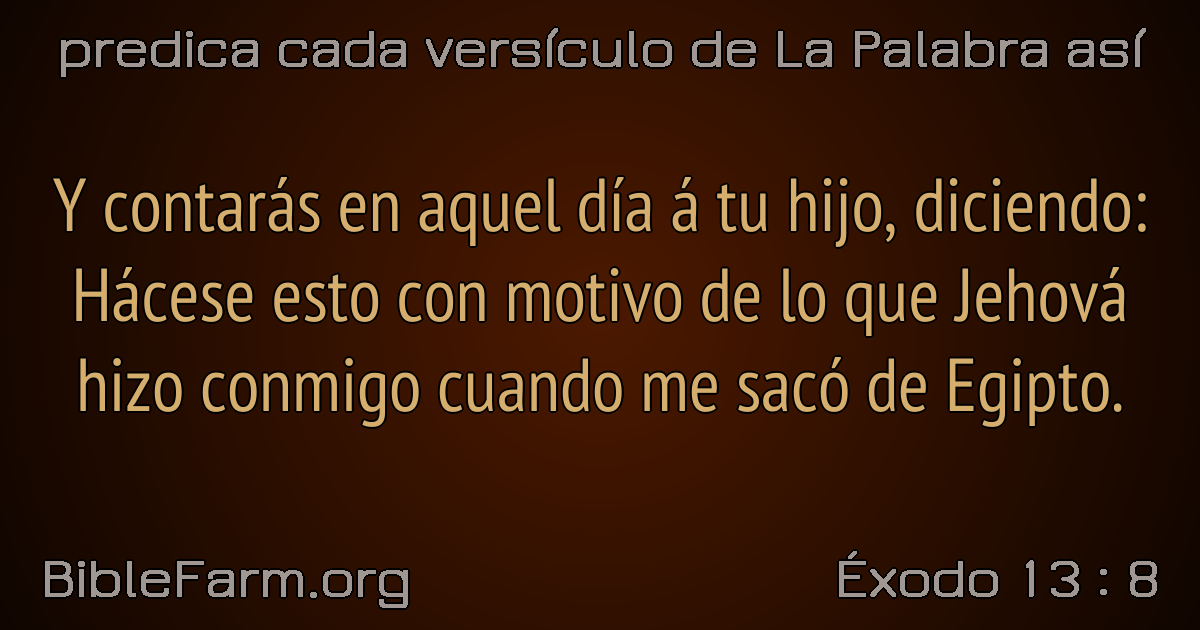 predica cada versículo de La Palabra así
Y contarás en aquel día á tu hijo, diciendo:
Hácese esto con motivo de lo que Jehová
hizo conmigo cuando me sacó de Egipto.
BibleFarm.org
Éxodo 13 : 8